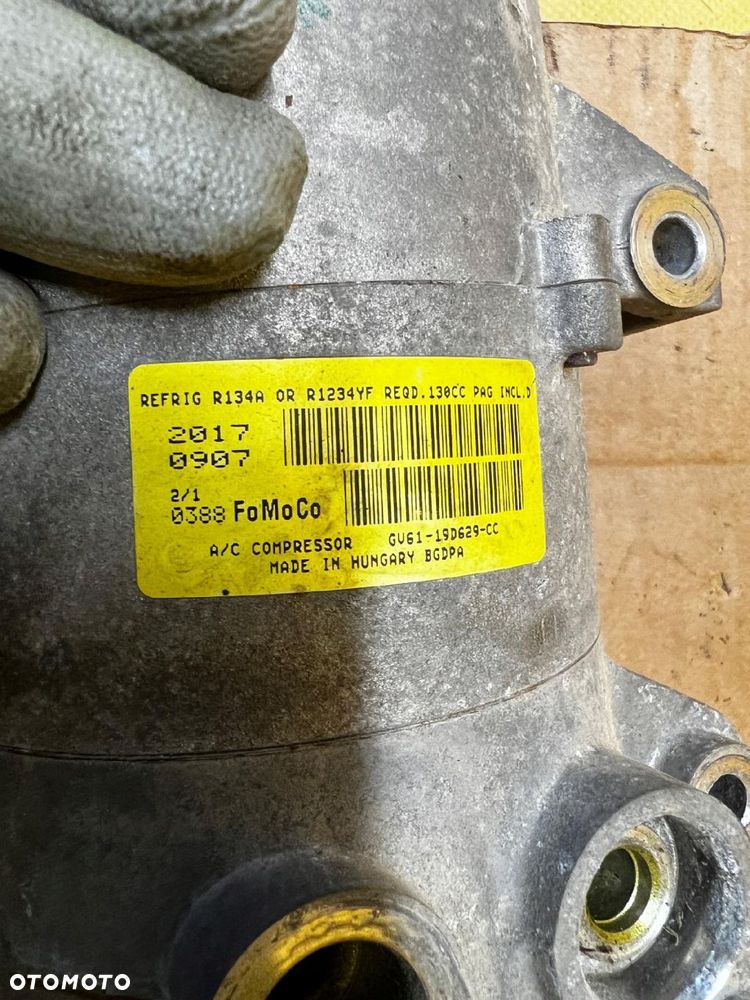 REFRIG R134A OR R1234YF REQD.130CC PAG INCL.D
2017
0907
2/1
0388 FoMoCo
A/C COMPRESSOR GV61-19D629-CC
MADE IN HUNGARY BGDPA
OTOMOTO